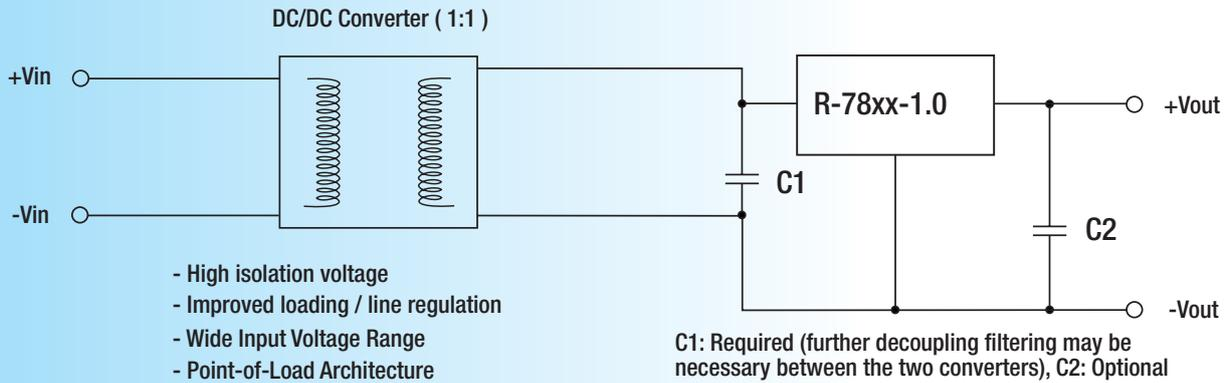 DC/DC Converter ( 1:1 )
+Vin
R-78xx-1.0
+Vout
C1
-Vin
C2
- High isolation voltage
- Improved loading / line regulation
-Vout
- Wide Input Voltage Range
- Point-of-Load Architecture
C1: Required (further decoupling filtering may be
necessary between the two converters), C2: Optional